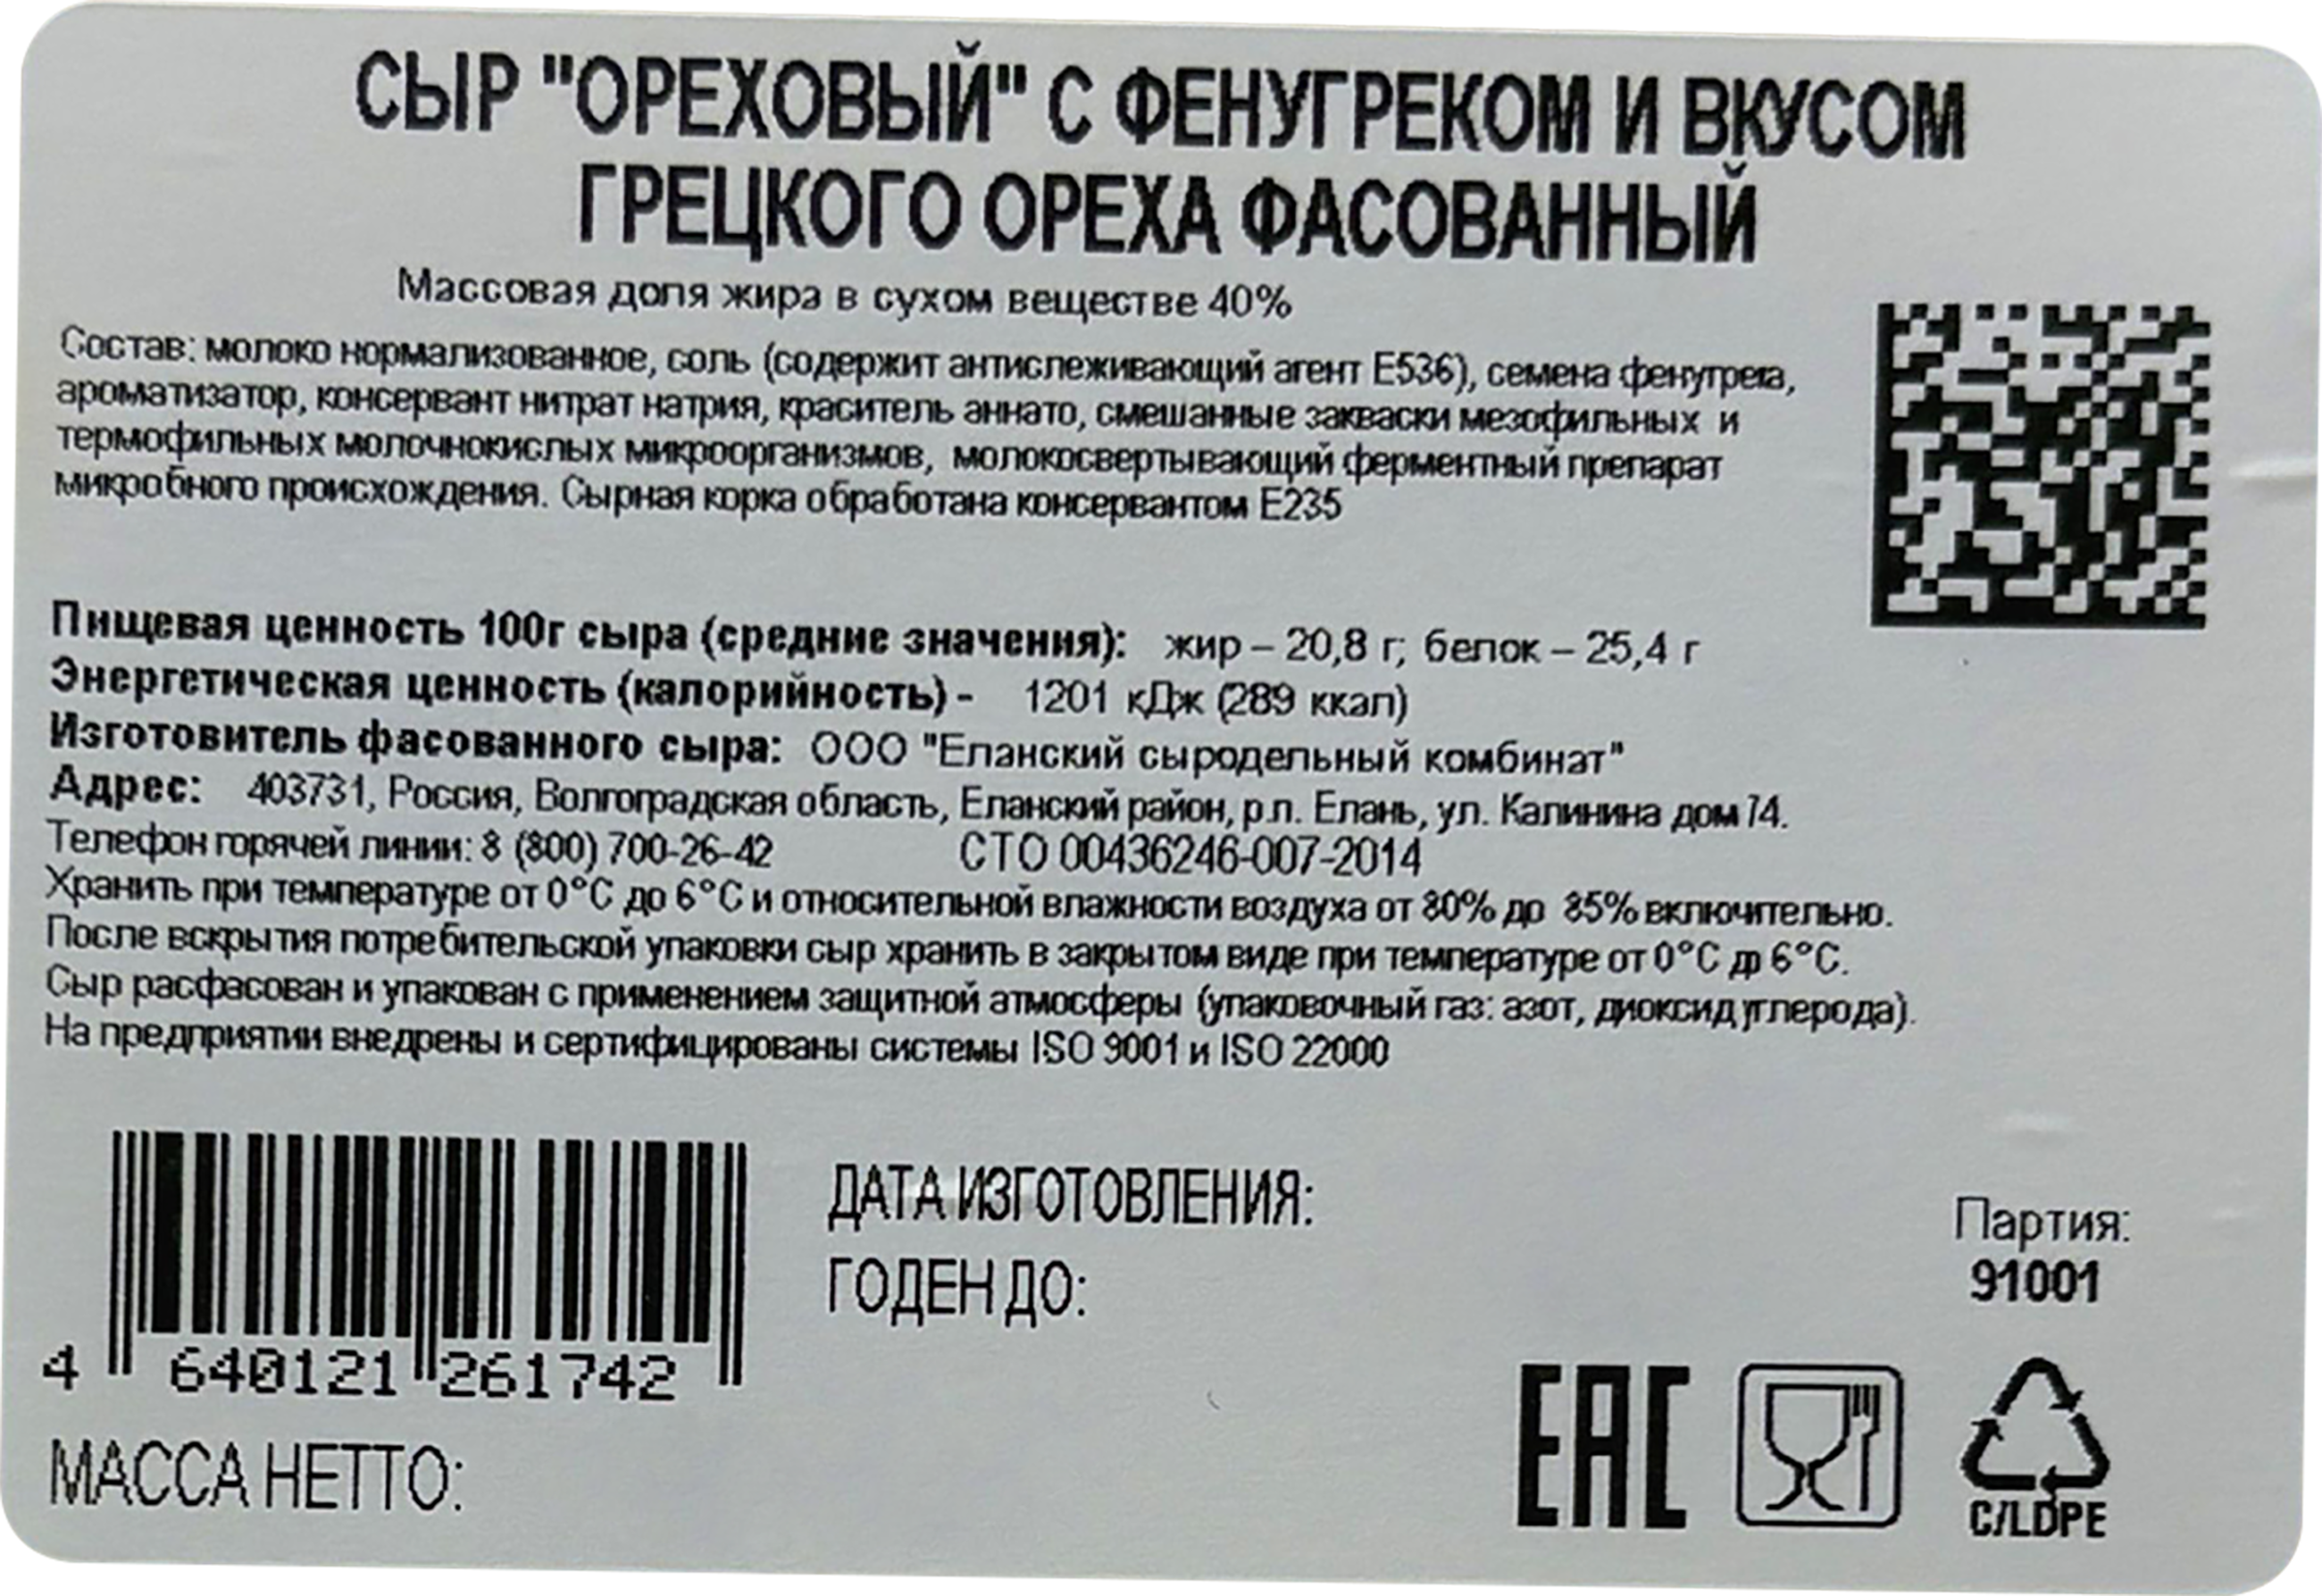 СЫР "ОРЕХОВЫЙ" С ФЕНУГРЕКОМ И ВКУСОМ
ГРЕЦКОГО ОРЕХА ФАСОВАННЫЙ
Массовая доля жира в сухом веществе 40%
Состав: молоко нормализованное, соль (содержит антислеживающий агент Е536), семена фенугрека,
ароматизатор, консервант нитрат натрия, краситель аннато, смешанные закваски мезофильных и
термофильных молочнокислых микроорганизмов, молокосвертывающий ферментный препарат
микробного происхождения. Сырная корка обработана консервантом Е235
Пищевая ценность 100г сыра (средние значения): жир – 20,8 г; белок – 25,4 г
Энергетическая ценность (калорийность) - 1201 кДж (289 ккал)
Изготовитель фасованного сыра: ООО "Еланский сыродельный комбинат"
Адрес: 403731, Россия, Волгоградская область, Еланский район, р.п. Елань, ул. Калинина дом 74.
Телефон горячей линии: 8 (800) 700-26-42 СТО 00436246-007-2014
Хранить при температуре от 0°С до 6°С и относительной влажности воздуха от 80% до 85% включительно.
После вскрытия потребительской упаковки сыр хранить в закрытом виде при температуре от 0°С до 6°С.
Сыр расфасован и упакован с применением защитной атмосферы (упаковочный газ: азот, диоксид углерода).
На предприятии внедрены и сертифицированы системы ISO 9001 и ISO 22000
ДАТА ИЗГОТОВЛЕНИЯ:
ГОДЕН ДО:
Партия:
91001
4 640121 261742
МАССА НЕТТО:
EAC
C/LDPE